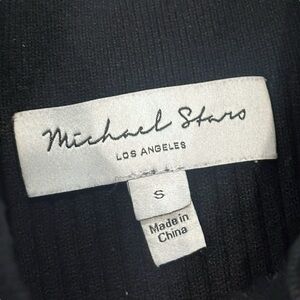 Michael Stars
LOS ANGELES
S
Made in
China